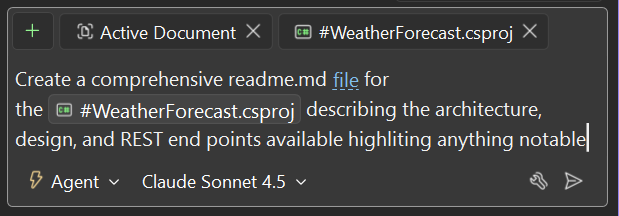 + Active Document × C# #WeatherForecast.csproj ×
Create a comprehensive readme.md file for
the C# #WeatherForecast.csproj describing the architecture,
design, and REST end points available highliting anything notable
Agent Claude Sonnet 4.5